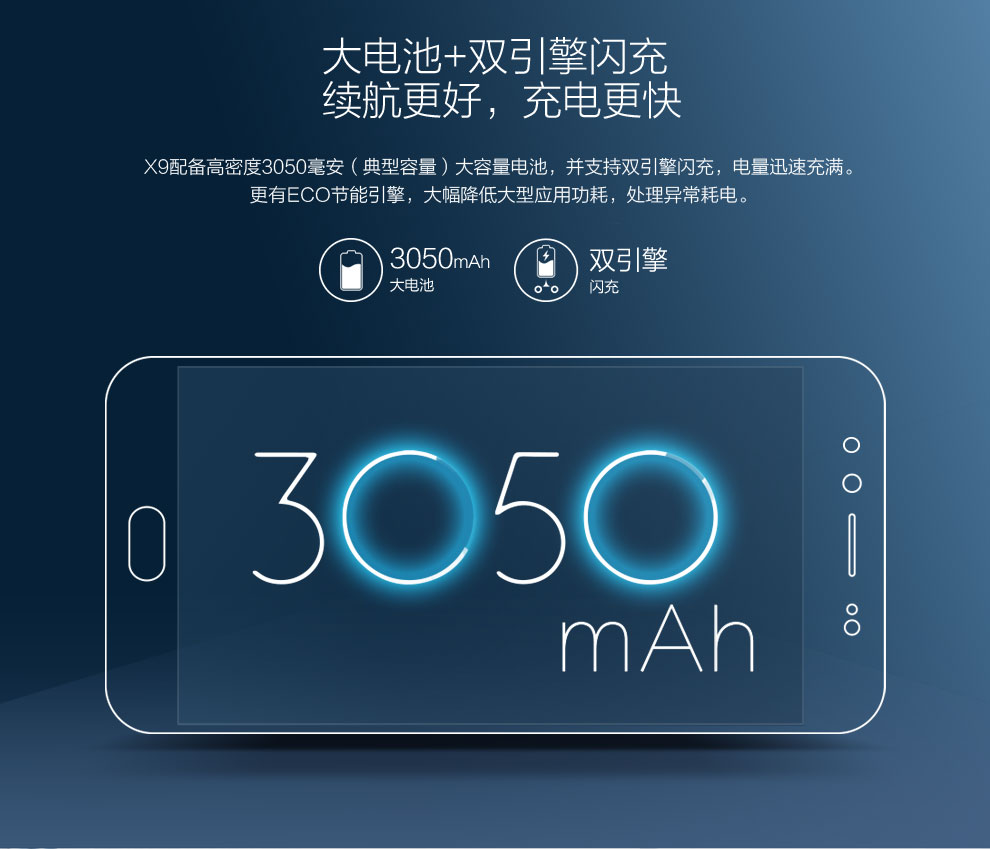 大电池+双引擎闪充
续航更好，充电更快
X9配备高密度3050毫安（典型容量）大容量电池，并支持双引擎闪充，电量迅速充满。
更有ECO节能引擎，大幅降低大型应用功耗，处理异常耗电。
3050mAh
大电池
双引擎
闪充
3050
mAh